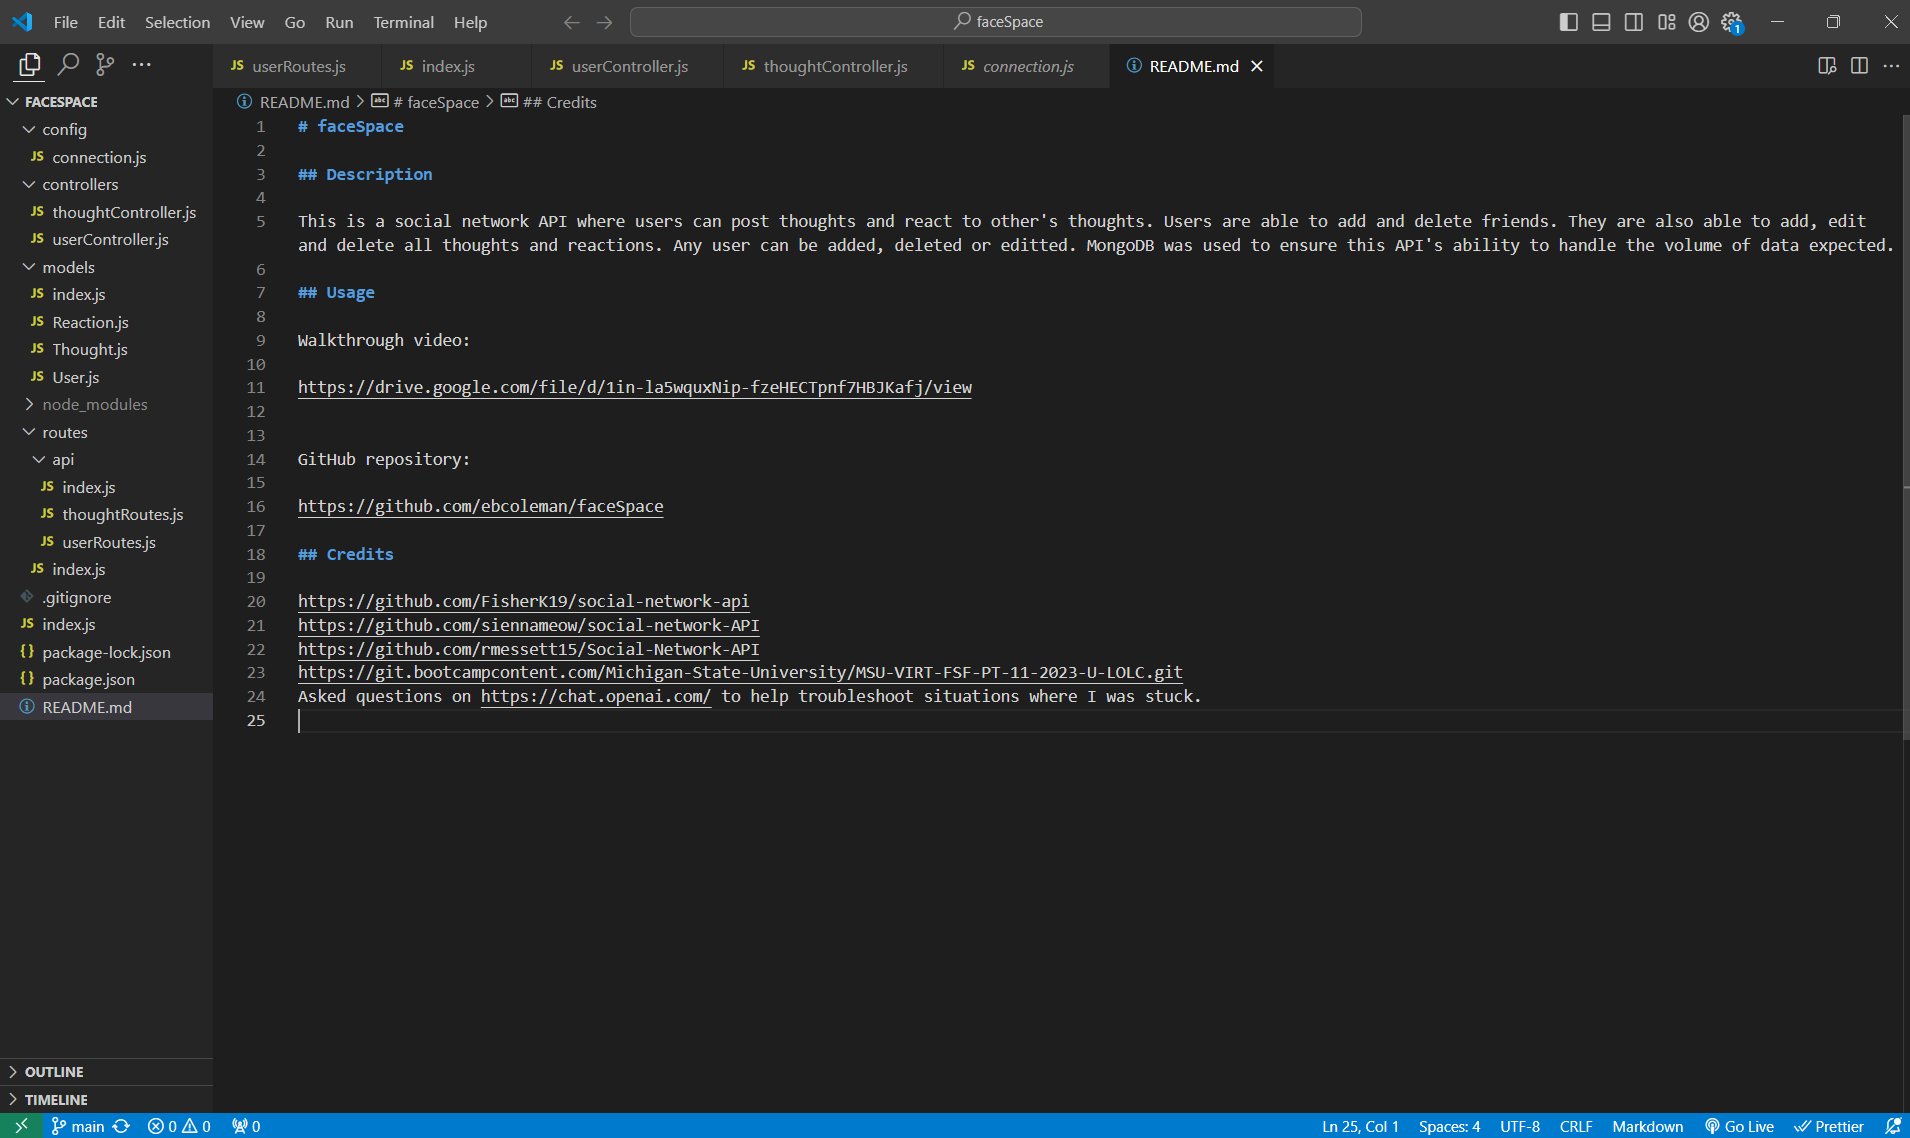 File Edit Selection View Go Run Terminal Help
faceSpace
1
JS userRoutes.js JS index.js JS userController.js JS thoughtController.js JS connection.js README.md
FACESPACE
config
JS connection.js
controllers
JS thoughtController.js
JS userController.js
models
JS index.js
JS Reaction.js
JS Thought.js
JS User.js
node_modules
routes
api
JS index.js
JS thoughtRoutes.js
JS userRoutes.js
JS index.js
.gitignore
JS index.js
{} package-lock.json
{} package.json
README.md
OUTLINE
TIMELINE
README.md > abc # faceSpace > abc ## Credits
1 # faceSpace
2
3 ## Description
4
5 This is a social network API where users can post thoughts and react to other's thoughts. Users are able to add and delete friends. They are also able to add, edit
and delete all thoughts and reactions. Any user can be added, deleted or editted. MongoDB was used to ensure this API's ability to handle the volume of data expected.
6
7 ## Usage
8
9 Walkthrough video:
10
11 https://drive.google.com/file/d/1in-la5wquxNip-fzeHECTpnf7HBJKafj/view
12
13
14 GitHub repository:
15
16 https://github.com/ebcoleman/faceSpace
17
18 ## Credits
19
20 https://github.com/FisherK19/social-network-api
21 https://github.com/siennameow/social-network-API
22 https://github.com/rmessett15/Social-Network-API
23 https://git.bootcampcontent.com/Michigan-State-University/MSU-VIRT-FSF-PT-11-2023-U-LOLC.git
24 Asked questions on https://chat.openai.com/ to help troubleshoot situations where I was stuck.
25
main 0 0 0 Ln 25, Col 1 Spaces: 4 UTF-8 CRLF Markdown Go Live Prettier